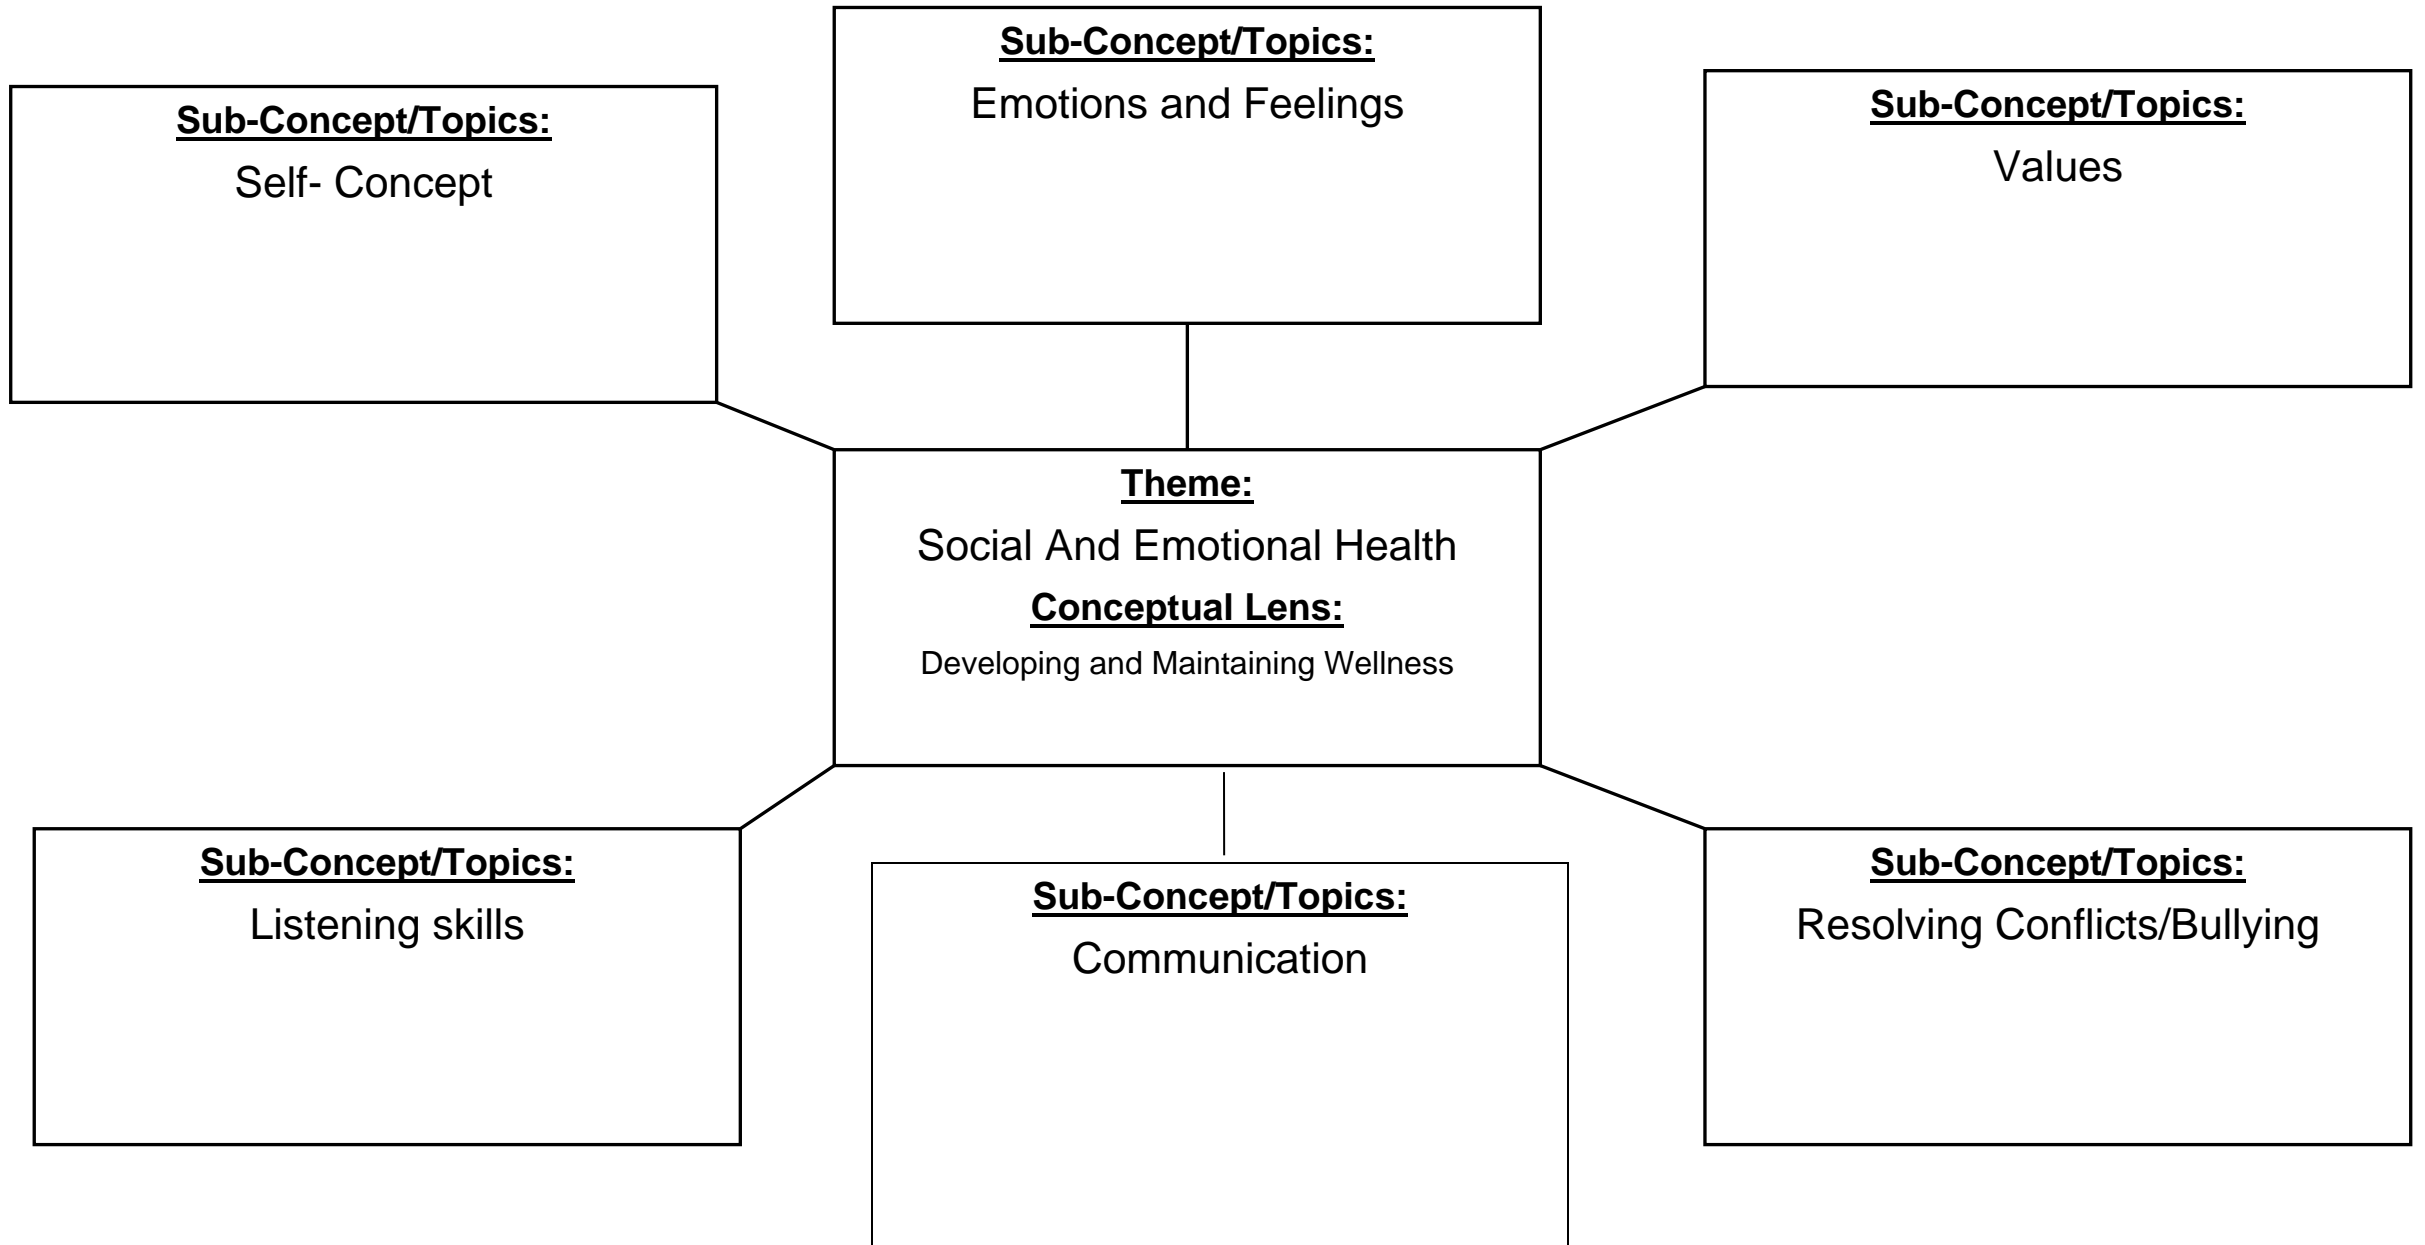 Sub-Concept/Topics:
Self- Concept
Sub-Concept/Topics:
Emotions and Feelings
Sub-Concept/Topics:
Values
Theme:
Social And Emotional Health
Conceptual Lens:
Developing and Maintaining Wellness
Sub-Concept/Topics:
Listening skills
Sub-Concept/Topics:
Communication
Sub-Concept/Topics:
Resolving Conflicts/Bullying